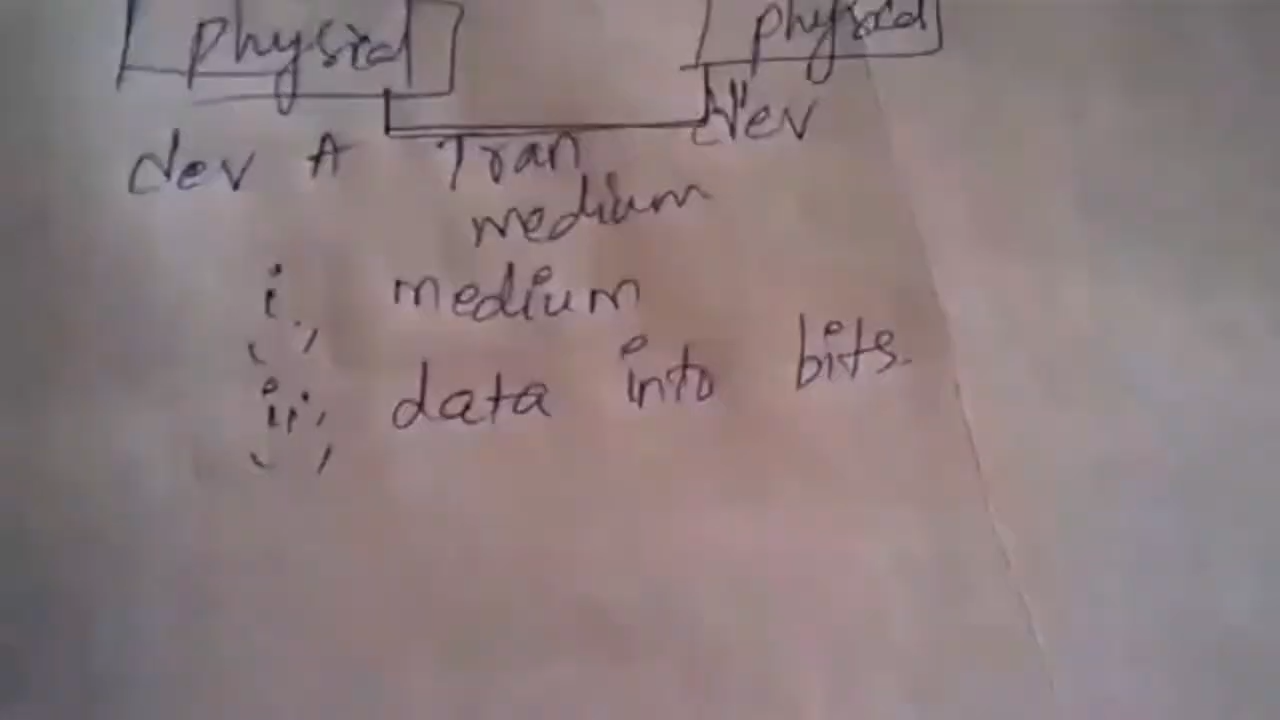 physical physical
dev A Tran dev
medium
i, medium
ii, data into bits.